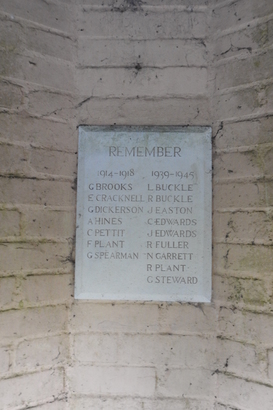 REMEMBER
1914-1918 1939-1945
G BROOKS L BUCKLE
E CRACKNELL R BUCKLE
G DICKERSON J EASTON
A HINES C EDWARDS
C PETTIT J EDWARDS
F PLANT R FULLER
G SPEARMAN N GARRETT
R PLANT
G STEWARD